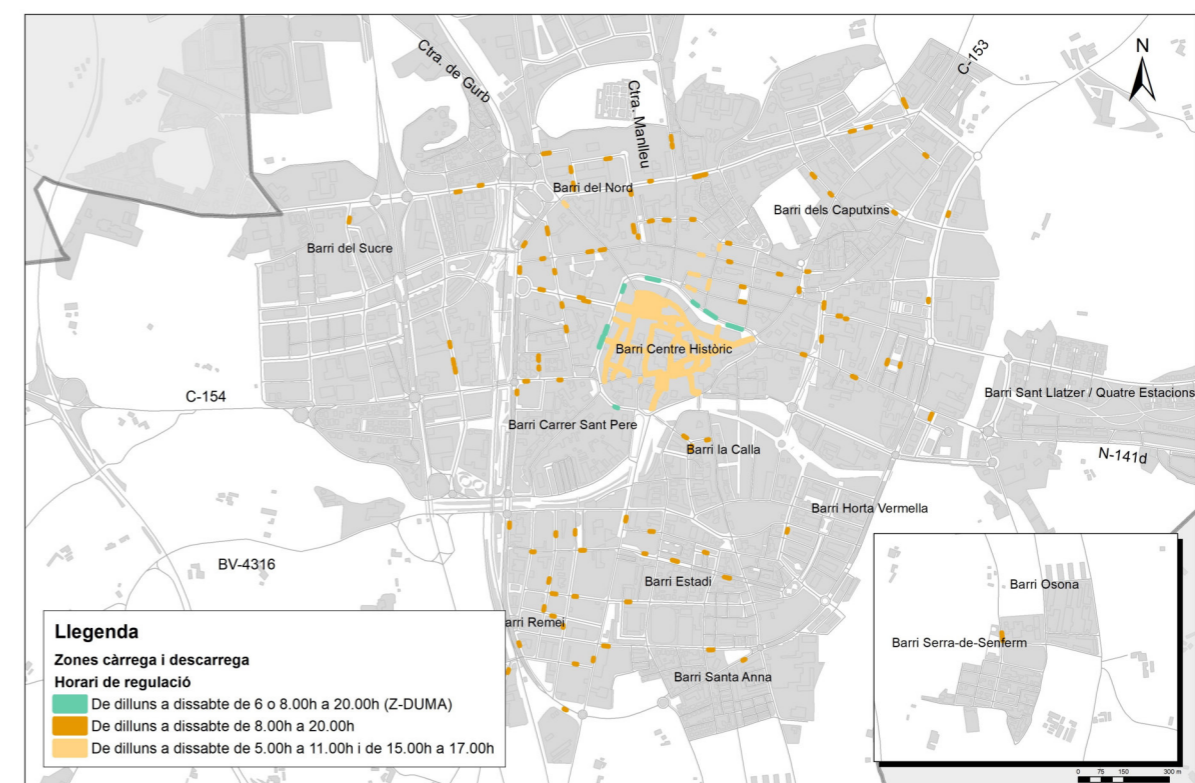 N
C-153
Ctra. de Gurb
Ctra. Manlleu
Barri del Nord
Barri dels Caputxins
Barri del Sucre
Barri Centre Històric
C-154
Barri Sant Llatzer / Quatre Estacions
Barri Carrer Sant Pere
Barri la Calla
N-141d
Barri Horta Vermella
BV-4316
Barri Estadi
Barri Osona
arri Remei
Barri Serra-de-Senferm
Barri Santa Anna
Llegenda
Zones càrrega i descarrega
Horari de regulació
De dilluns a dissabte de 6 o 8.00h a 20.00h (Z-DUMA)
De dilluns a dissabte de 8.00h a 20.00h
De dilluns a dissabte de 5.00h a 11.00h i de 15.00h a 17.00h
0 75 150 300 m